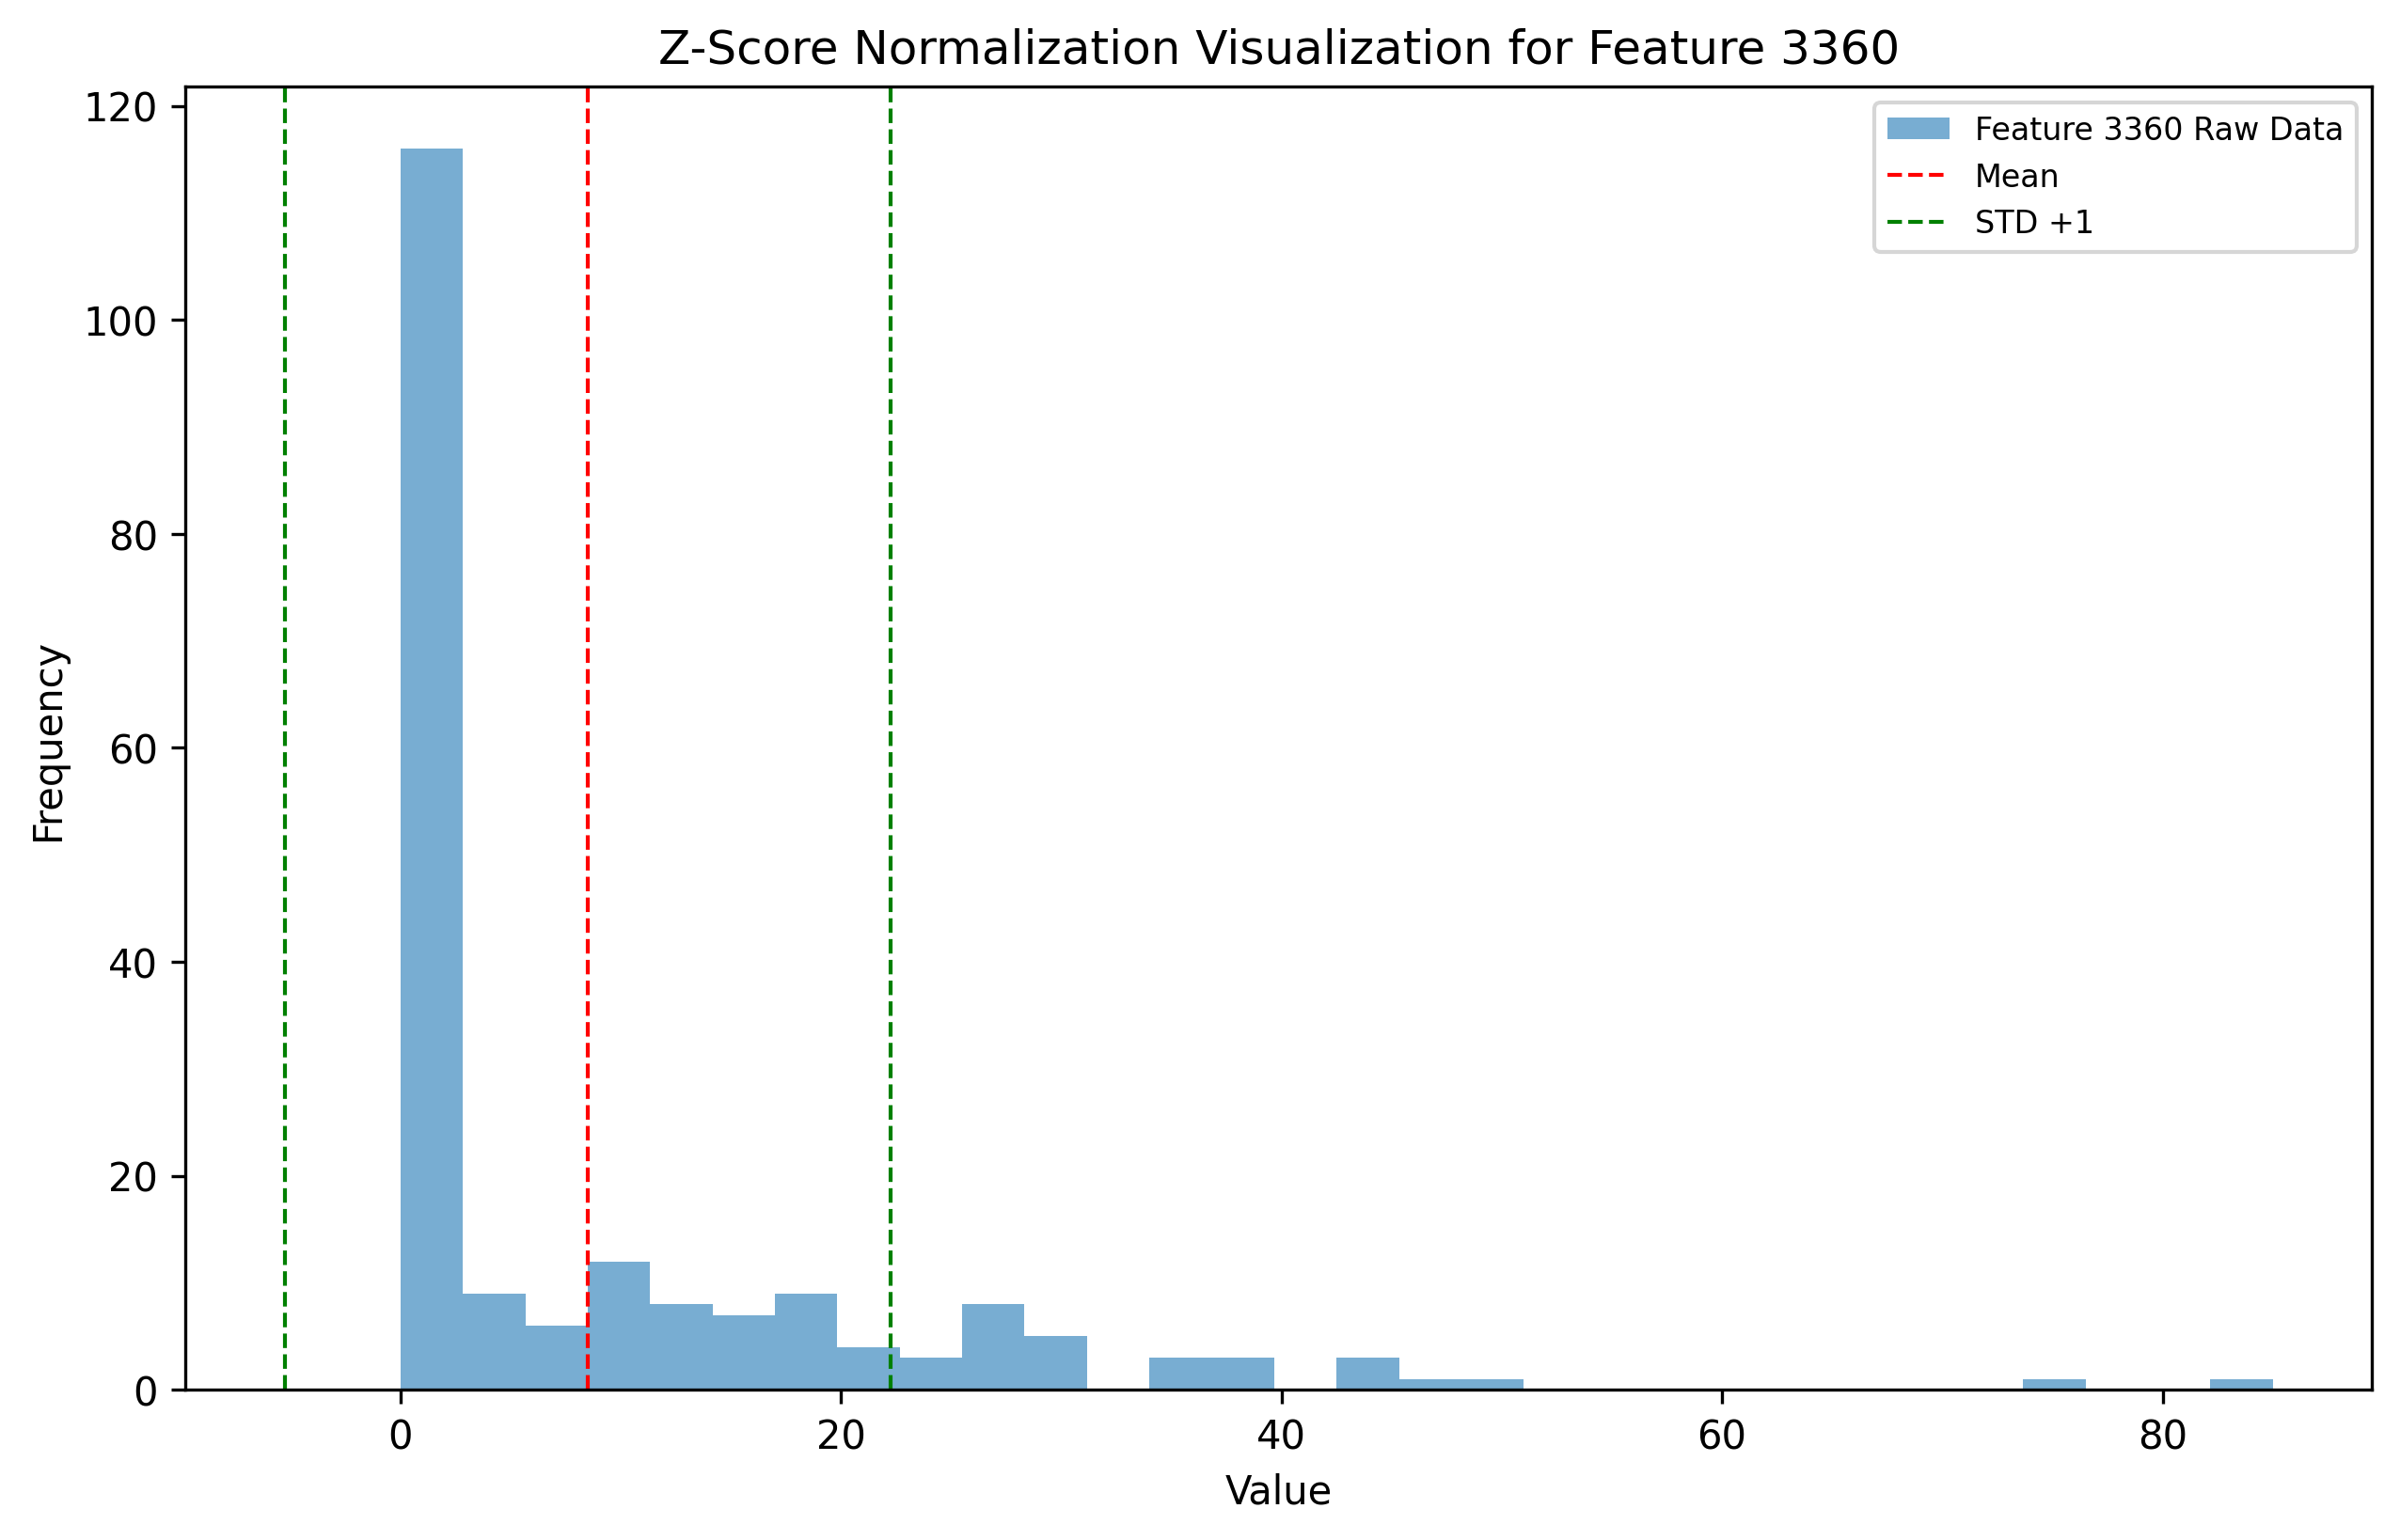 Z-Score Normalization Visualization for Feature 3360
Feature 3360 Raw Data
Mean
STD +1
Frequency
120
100
80
60
40
20
0
0 20 40 60 80
Value